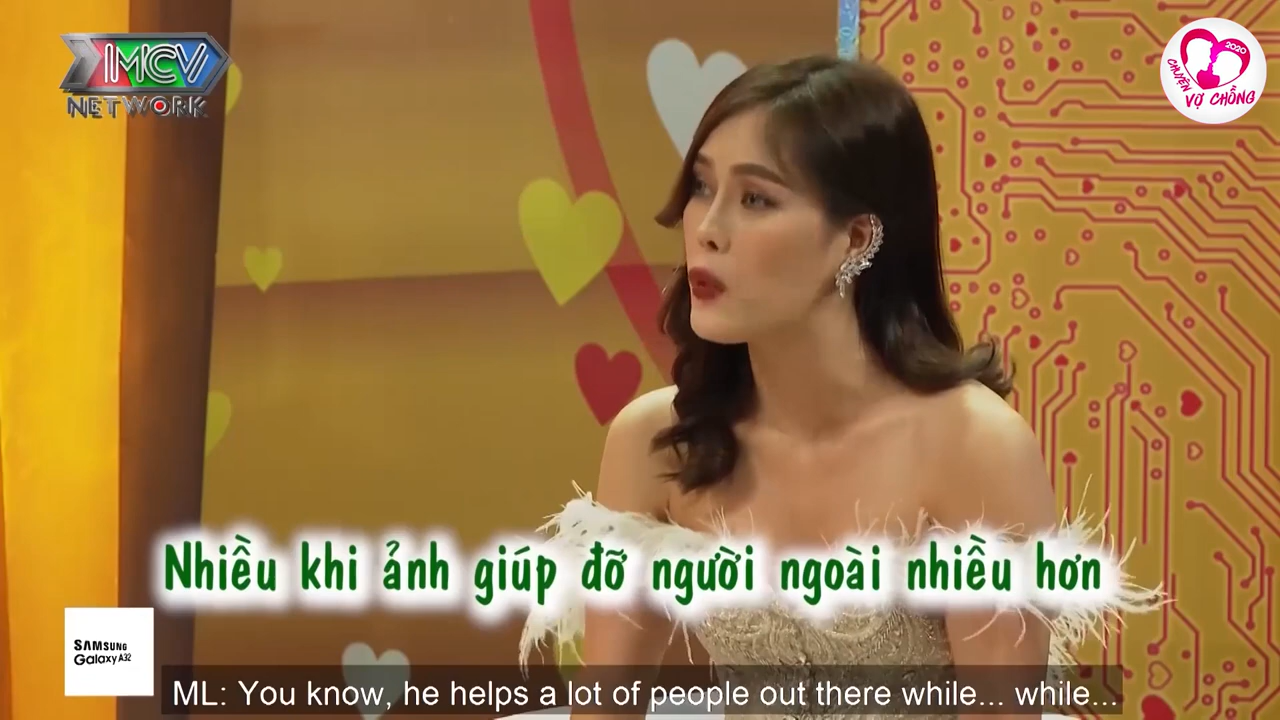 MCV
NETWORK
2020
CHUYỆN
VỢ CHỒNG
Nhiều khi ảnh giúp đỡ người ngoài nhiều hơn
SAMSUNG
Galaxy A32
ML: You know, he helps a lot of people out there while... while...